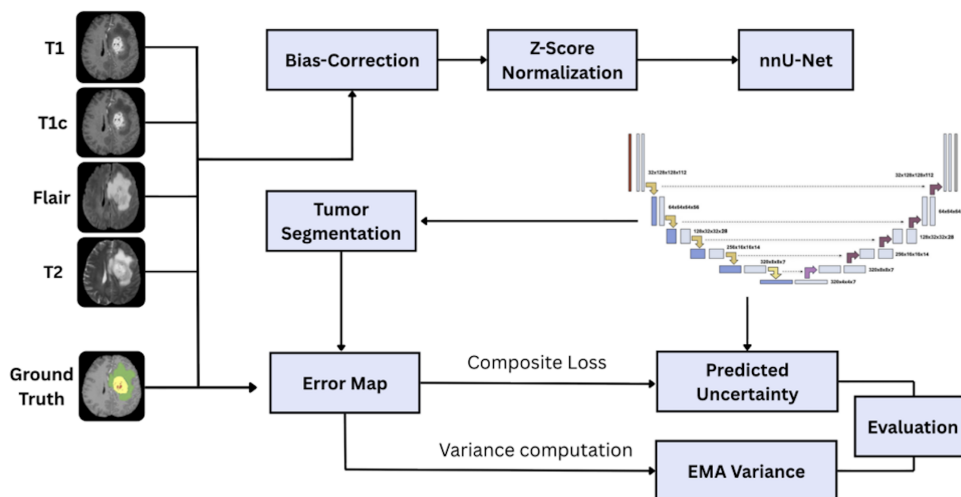 T1
Bias-Correction
Z-Score
Normalization
nnU-Net
T1c
Flair
Tumor
Segmentation
32x128x128x112
32x128x128x112
64x64x64x56
64x64x64
128x32x32x28
128x32x32x28
256x16x16x14
256x16x16x14
320x8x8x7
320x8x8x7
320x4x4x7
T2
Ground
Truth
Error Map
Composite Loss
Predicted
Uncertainty
Evaluation
Variance computation
EMA Variance